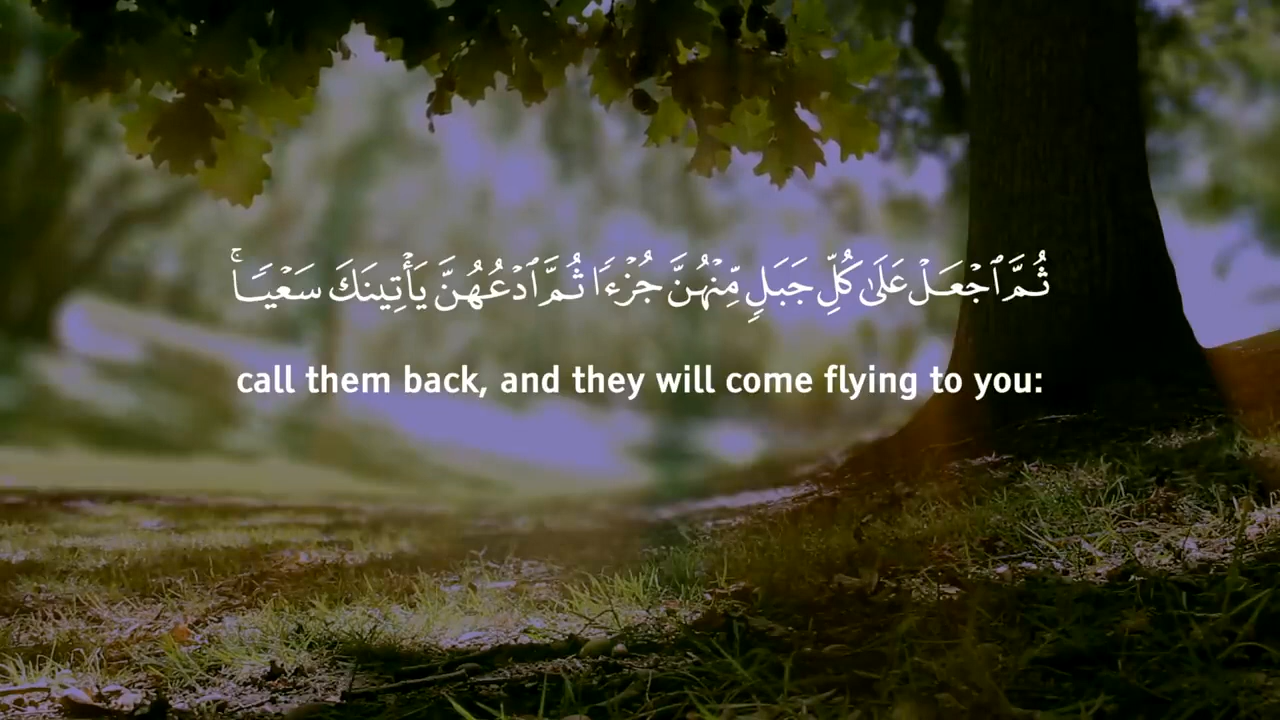 ثُمَّ ٱجۡعَلۡ عَلَىٰ كُلِّ جَبَلٖ مِّنۡهُنَّ جُزۡءٗا ثُمَّ ٱدۡعُهُنَّ يَأۡتِينَكَ سَعۡيٗاۚ
call them back, and they will come flying to you: